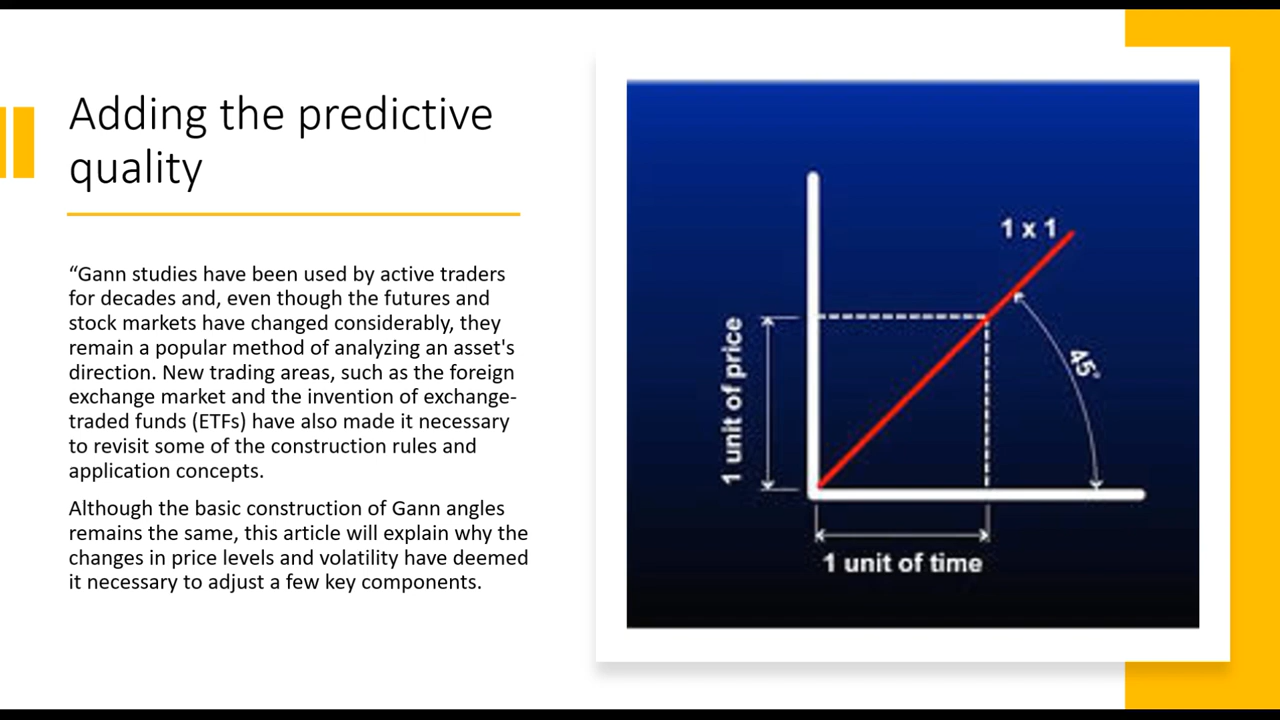 Adding the predictive
quality
“Gann studies have been used by active traders
for decades and, even though the futures and
stock markets have changed considerably, they
remain a popular method of analyzing an asset's
direction. New trading areas, such as the foreign
exchange market and the invention of exchange-
traded funds (ETFs) have also made it necessary
to revisit some of the construction rules and
application concepts.
Although the basic construction of Gann angles
remains the same, this article will explain why the
changes in price levels and volatility have deemed
it necessary to adjust a few key components.
1 x 1
45°
1 unit of price
1 unit of time